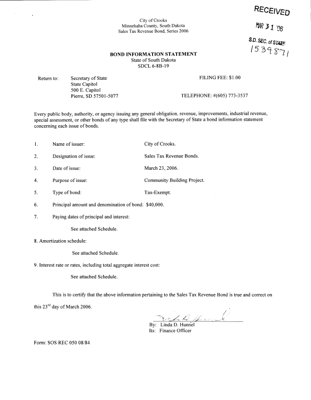 RECEIVED
MAR 31 '06
S.D. SEC. of STATE
1539871
City of Crooks
Minnehaha County, South Dakota
Sales Tax Revenue Bond, Series 2006
BOND INFORMATION STATEMENT
State of South Dakota
SDCL 6-8B-19
Return to: Secretary of State FILING FEE: $1.00
State Capitol
500 E. Capitol
Pierre, SD 57501-5077 TELEPHONE: #(605) 773-3537
Every public body, authority, or agency issuing any general obligation, revenue, improvements, industrial revenue,
special assessment, or other bonds of any type shall file with the Secretary of State a bond information statement
concerning each issue of bonds.
1. Name of issuer: City of Crooks.
2. Designation of issue: Sales Tax Revenue Bonds.
3. Date of issue: March 23, 2006.
4. Purpose of issue: Community Building Project.
5. Type of bond: Tax-Exempt.
6. Principal amount and denomination of bond: $40,000.
7. Paying dates of principal and interest:
See attached Schedule.
8. Amortization schedule:
See attached Schedule.
9. Interest rate or rates, including total aggregate interest cost:
See attached Schedule.
This is to certify that the above information pertaining to the Sales Tax Revenue Bond is true and correct on
this 23rd day of March 2006.
By: Linda D.
Its: Finance Officer
Form: SOS REC 050 08/84